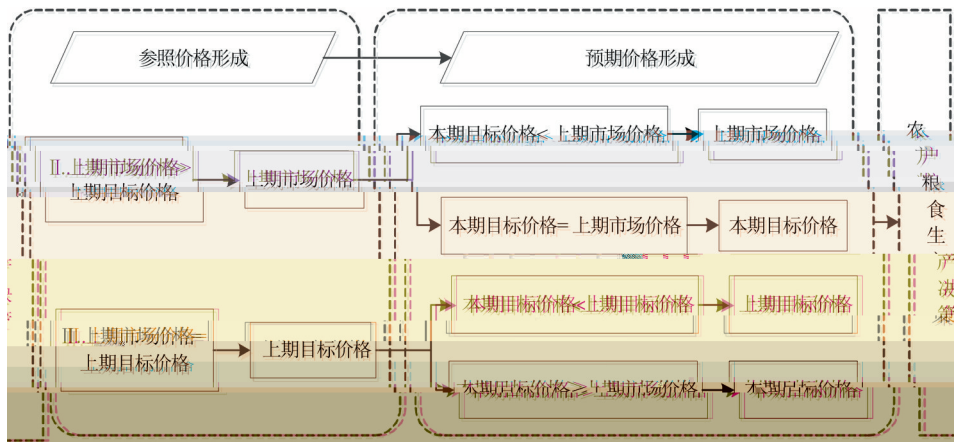 参照价格形成
预期价格形成
本期目标价格< 上期市场价格
上期市场价格
Ⅱ.上期市场价格≥
上期目标价格
上期市场价格
本期目标价格= 上期市场价格
本期目标价格
本期目标价格<上期目标价格
上期目标价格
Ⅲ.上期市场价格=
上期目标价格
上期目标价格
本期目标价格≥上期市场价格
本期目标价格
农
户
粮
食
生
产
决
策